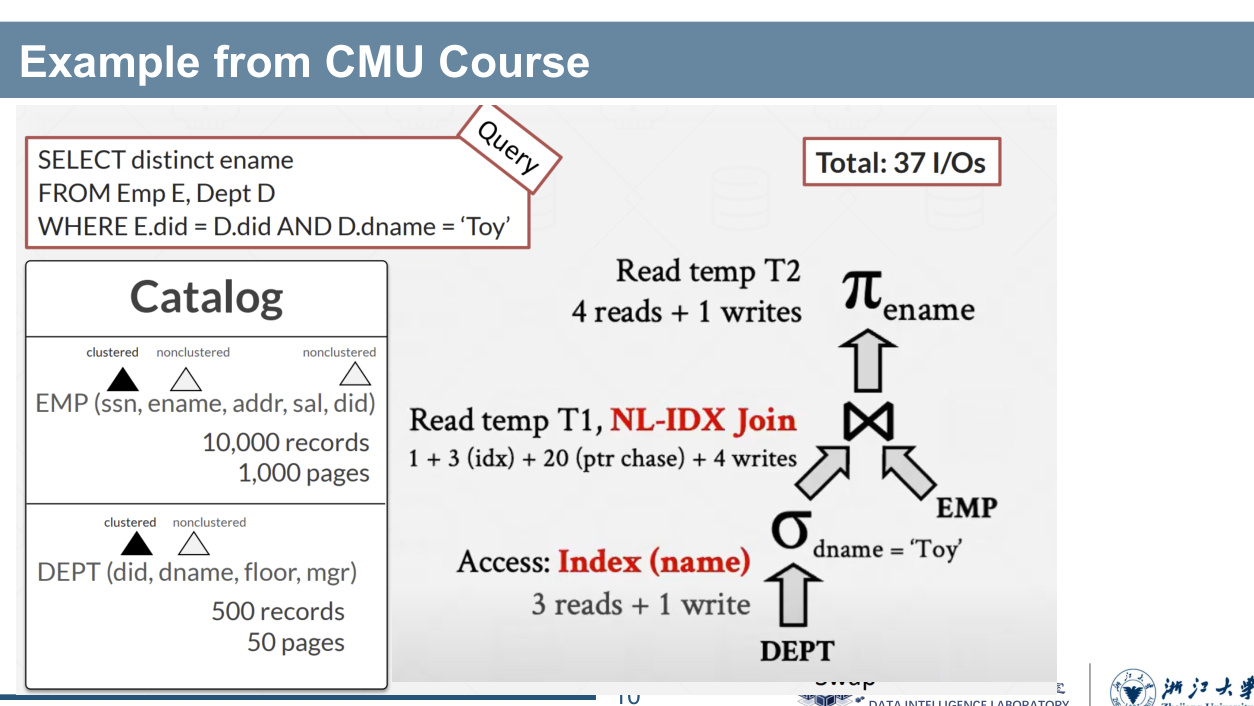 Example from CMU Course
Query
SELECT distinct ename
FROM Emp E, Dept D
WHERE E.did = D.did AND D.dname = ‘Toy’
Total: 37 I/Os
Catalog
clustered nonclustered nonclustered
EMP (ssn, ename, addr, sal, did)
10,000 records
1,000 pages
clustered nonclustered
DEPT (did, dname, floor, mgr)
500 records
50 pages
Read temp T2
4 reads + 1 writes
π ename
Read temp T1, NL-IDX Join
1 + 3 (idx) + 20 (ptr chase) + 4 writes
⋈
EMP
σ dname = ‘Toy’
Access: Index (name)
3 reads + 1 write
DEPT
Swap
10
DATA INTELLIGENCE LABORATORY
浙江大学